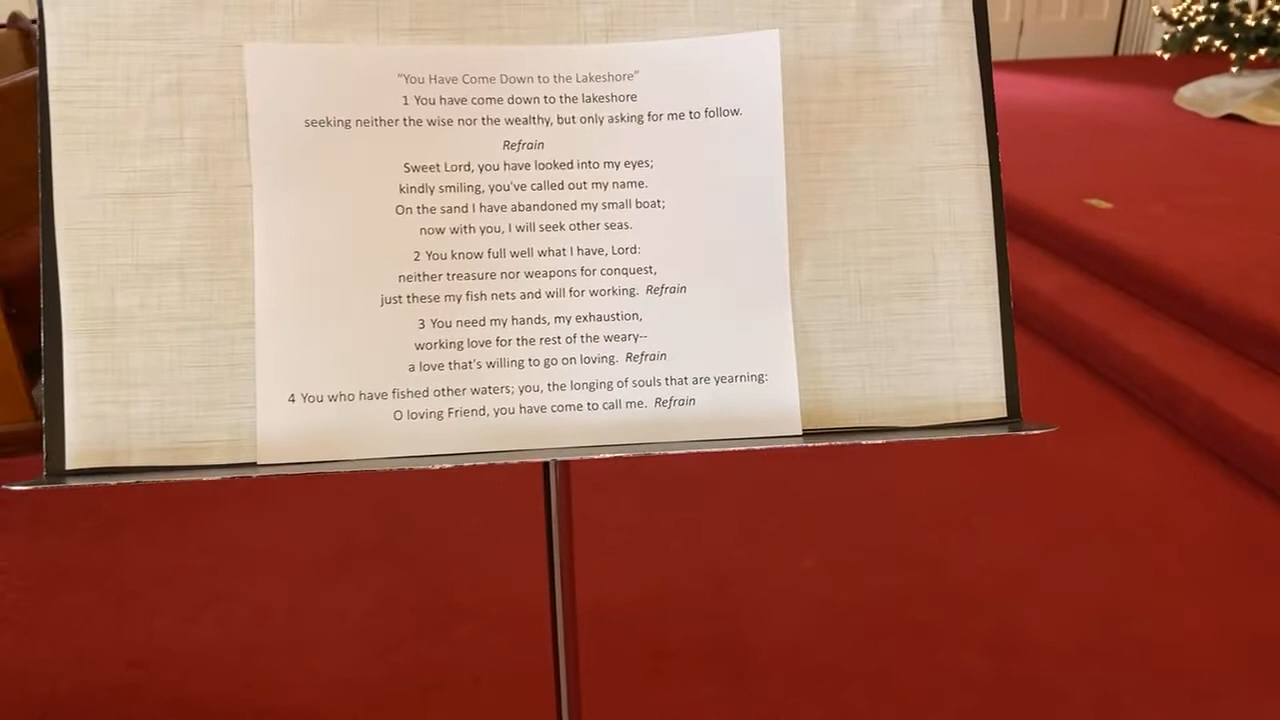 “You Have Come Down to the Lakeshore”
1 You have come down to the lakeshore
seeking neither the wise nor the wealthy, but only asking for me to follow.
Refrain
Sweet Lord, you have looked into my eyes;
kindly smiling, you've called out my name.
On the sand I have abandoned my small boat;
now with you, I will seek other seas.
2 You know full well what I have, Lord:
neither treasure nor weapons for conquest,
just these my fish nets and will for working. Refrain
3 You need my hands, my exhaustion,
working love for the rest of the weary--
a love that's willing to go on loving. Refrain
4 You who have fished other waters; you, the longing of souls that are yearning:
O loving Friend, you have come to call me. Refrain